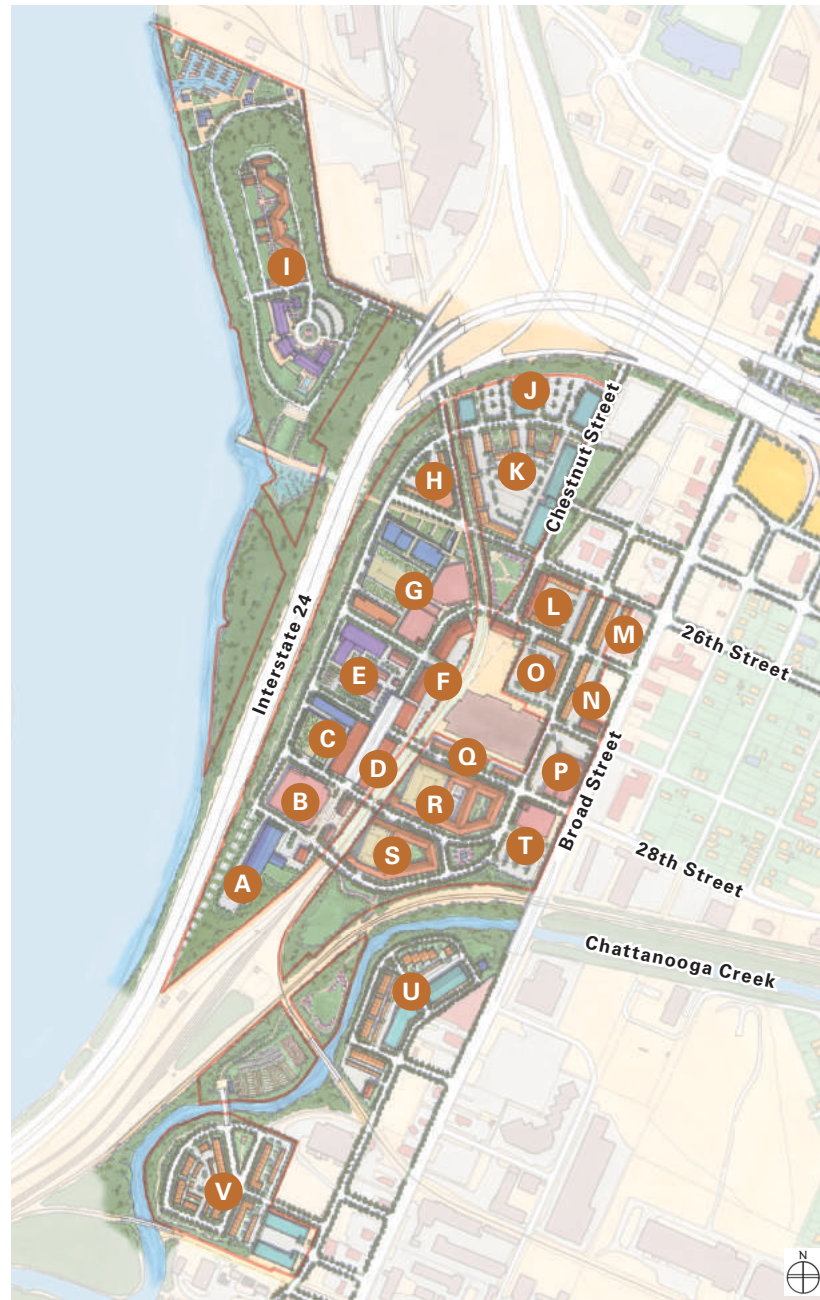 I
J
Chestnut Street
K
H
G
L
M
26th Street
Interstate 24
E
F
O
N
C
D
Q
P
Broad Street
B
R
T
S
28th Street
A
Chattanooga Creek
U
V
N